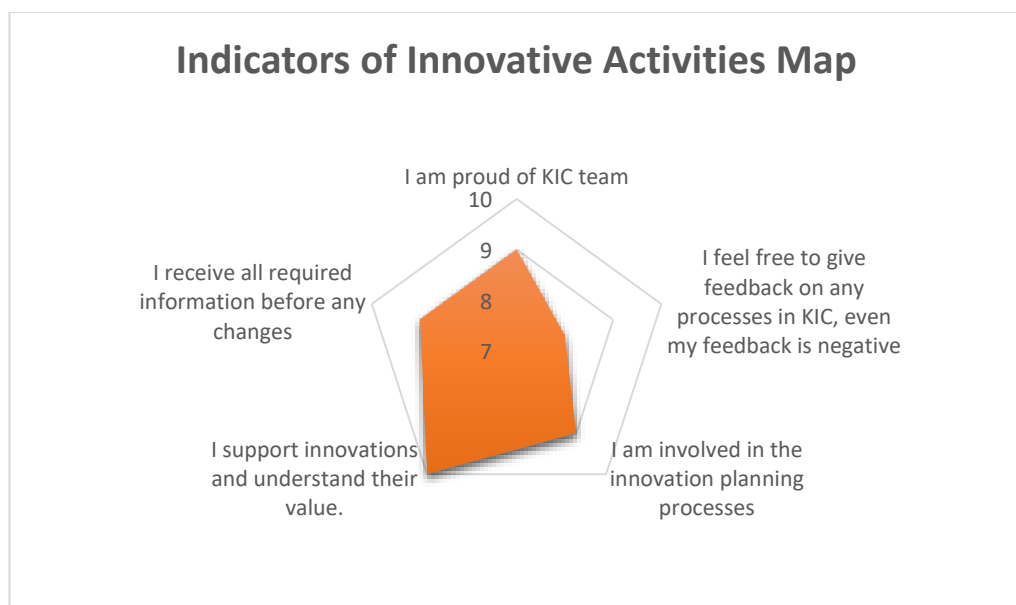 Indicators of Innovative Activities Map
I am proud of KIC team
10
9
8
7
I feel free to give
feedback on any
processes in KIC, even
my feedback is negative
I am involved in the
innovation planning
processes
I support innovations
and understand their
value.
I receive all required
information before any
changes